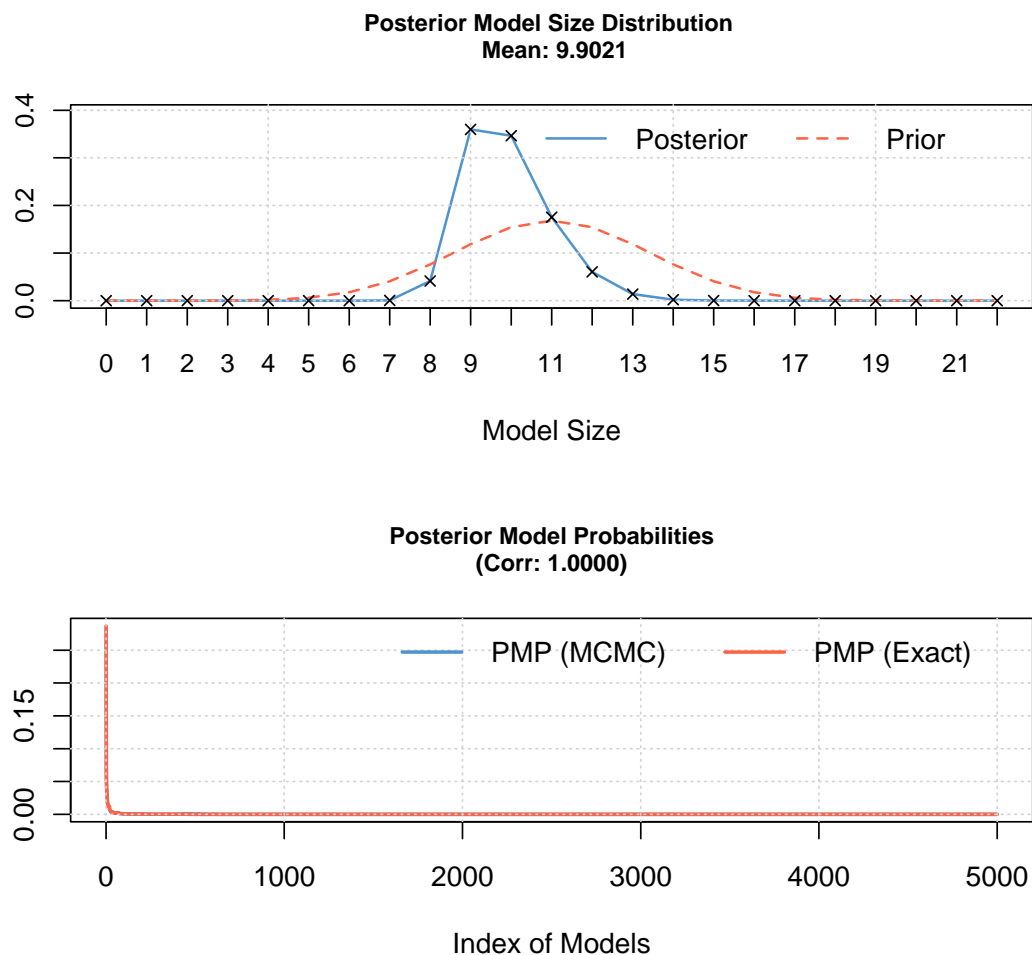 Posterior Model Size Distribution
Mean: 9.9021
0.4
Posterior
Prior
0.2
0.0
0 1 2 3 4 5 6 7 8 9 11 13 15 17 19 21
Model Size
Posterior Model Probabilities
(Corr: 1.0000)
PMP (MCMC)
PMP (Exact)
0.15
0.00
0 1000 2000 3000 4000 5000
Index of Models